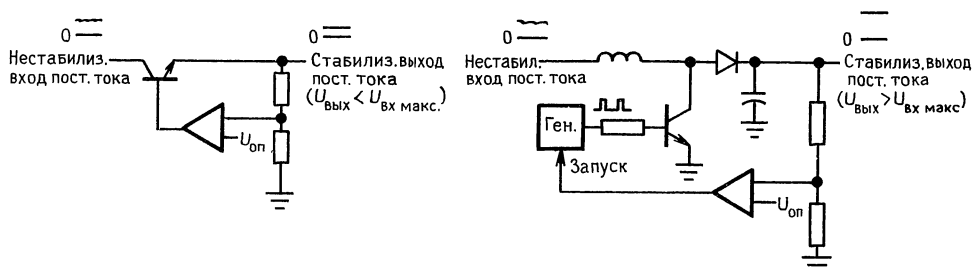 0
Нестабилиз.
вход пост. тока
0
Стабилиз. выход
пост. тока
(Uвых < Uвх макс.)
Uоп
0
Нестабил.
вход пост. тока
Ген.
Запуск
Uоп
0
Стабилиз. выход
пост. тока
(Uвых > Uвх макс)